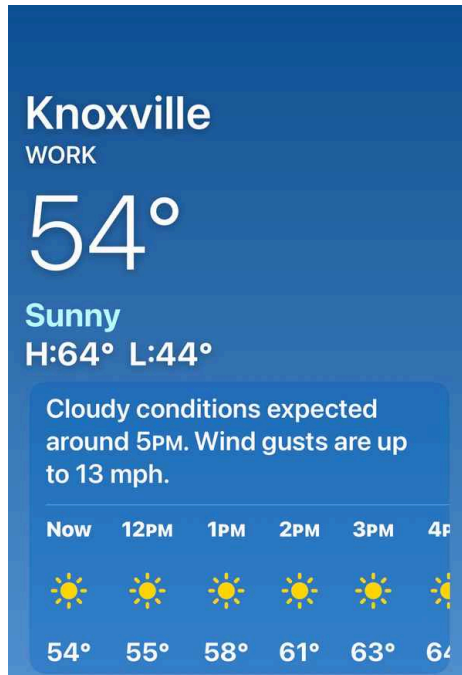 Knoxville
WORK
54°
Sunny
H:64° L:44°
Cloudy conditions expected
around 5PM. Wind gusts are up
to 13 mph.
Now 12PM 1PM 2PM 3PM
54° 55° 58° 61° 63° 64